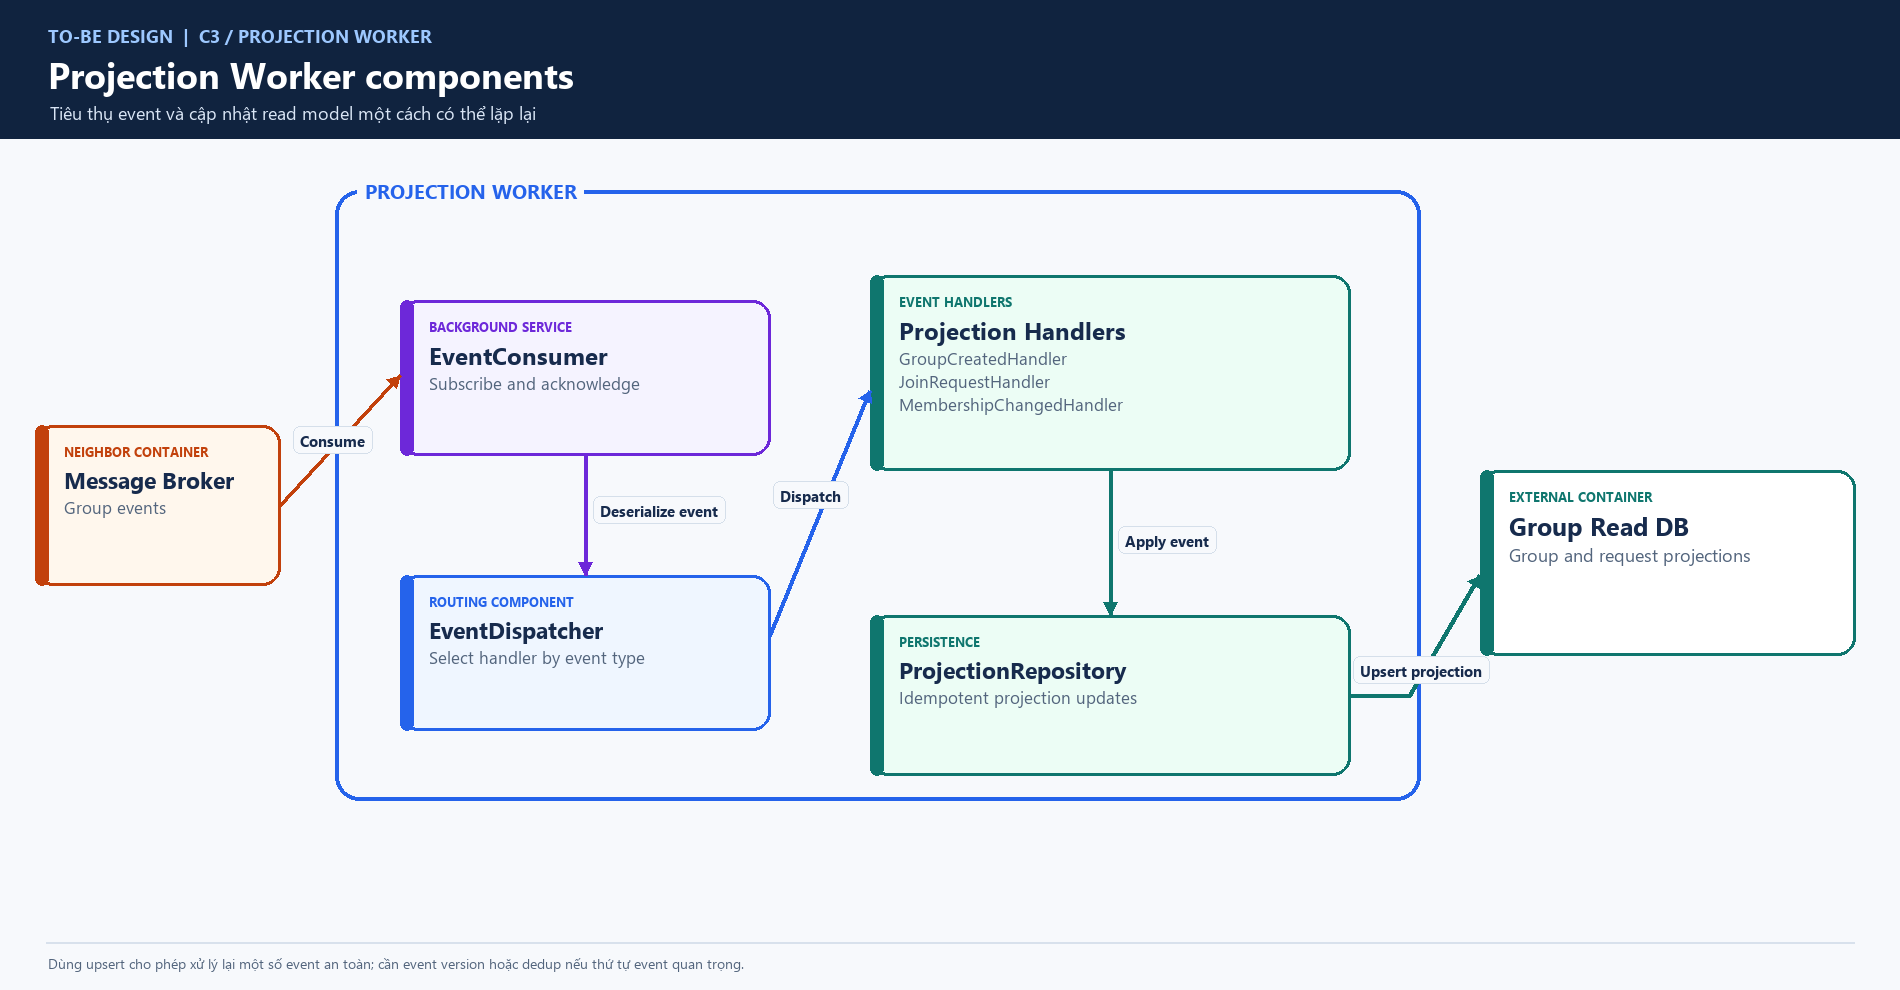 TO-BE DESIGN | C3 / PROJECTION WORKER
Projection Worker components
Tiêu thụ event và cập nhật read model một cách có thể lặp lại
PROJECTION WORKER
NEIGHBOR CONTAINER
Message Broker
Group events
Consume
BACKGROUND SERVICE
EventConsumer
Subscribe and acknowledge
Deserialize event
ROUTING COMPONENT
EventDispatcher
Select handler by event type
Dispatch
EVENT HANDLERS
Projection Handlers
GroupCreatedHandler
JoinRequestHandler
MembershipChangedHandler
Apply event
PERSISTENCE
ProjectionRepository
Idempotent projection updates
Upsert projection
EXTERNAL CONTAINER
Group Read DB
Group and request projections
Dùng upsert cho phép xử lý lại một số event an toàn; cần event version hoặc dedup nếu thứ tự event quan trọng.